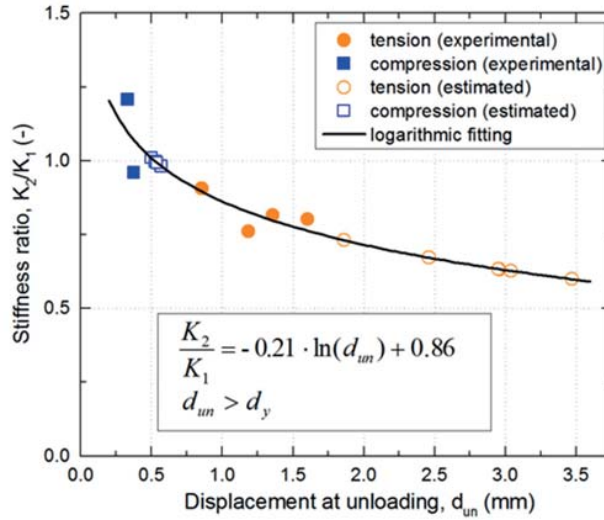 1.5
1.0
0.5
0.0
Stiffness ratio, K₂/K₁ (-)
tension (experimental)
compression (experimental)
tension (estimated)
compression (estimated)
logarithmic fitting
K₂/K₁ = -0.21 · ln(dᵤₙ) + 0.86
dᵤₙ > d_y
0.0 0.5 1.0 1.5 2.0 2.5 3.0 3.5
Displacement at unloading, dᵤₙ (mm)